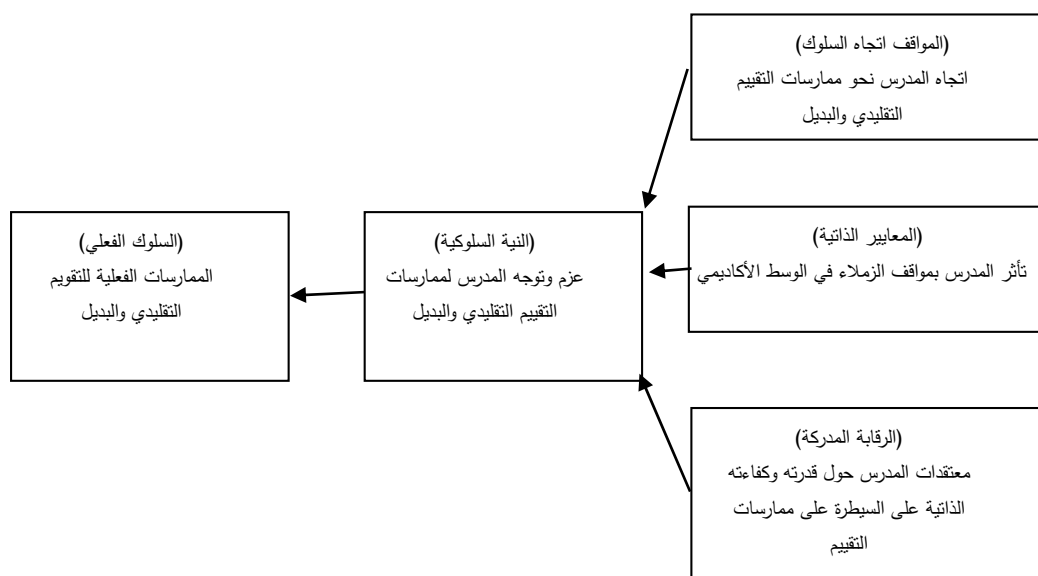 (المواقف اتجاه السلوك)
اتجاه المدرس نحو ممارسات التقييم
التقليدي والبديل
(المعايير الذاتية)
تأثر المدرس بمواقف الزملاء في الوسط الأكاديمي
(الرقابة المدركة)
معتقدات المدرس حول قدرته وكفاءته
الذاتية على السيطرة على ممارسات
التقييم
(النية السلوكية)
عزم وتوجه المدرس لممارسات
التقييم التقليدي والبديل
(السلوك الفعلي)
الممارسات الفعلية للتقويم
التقليدي والبديل